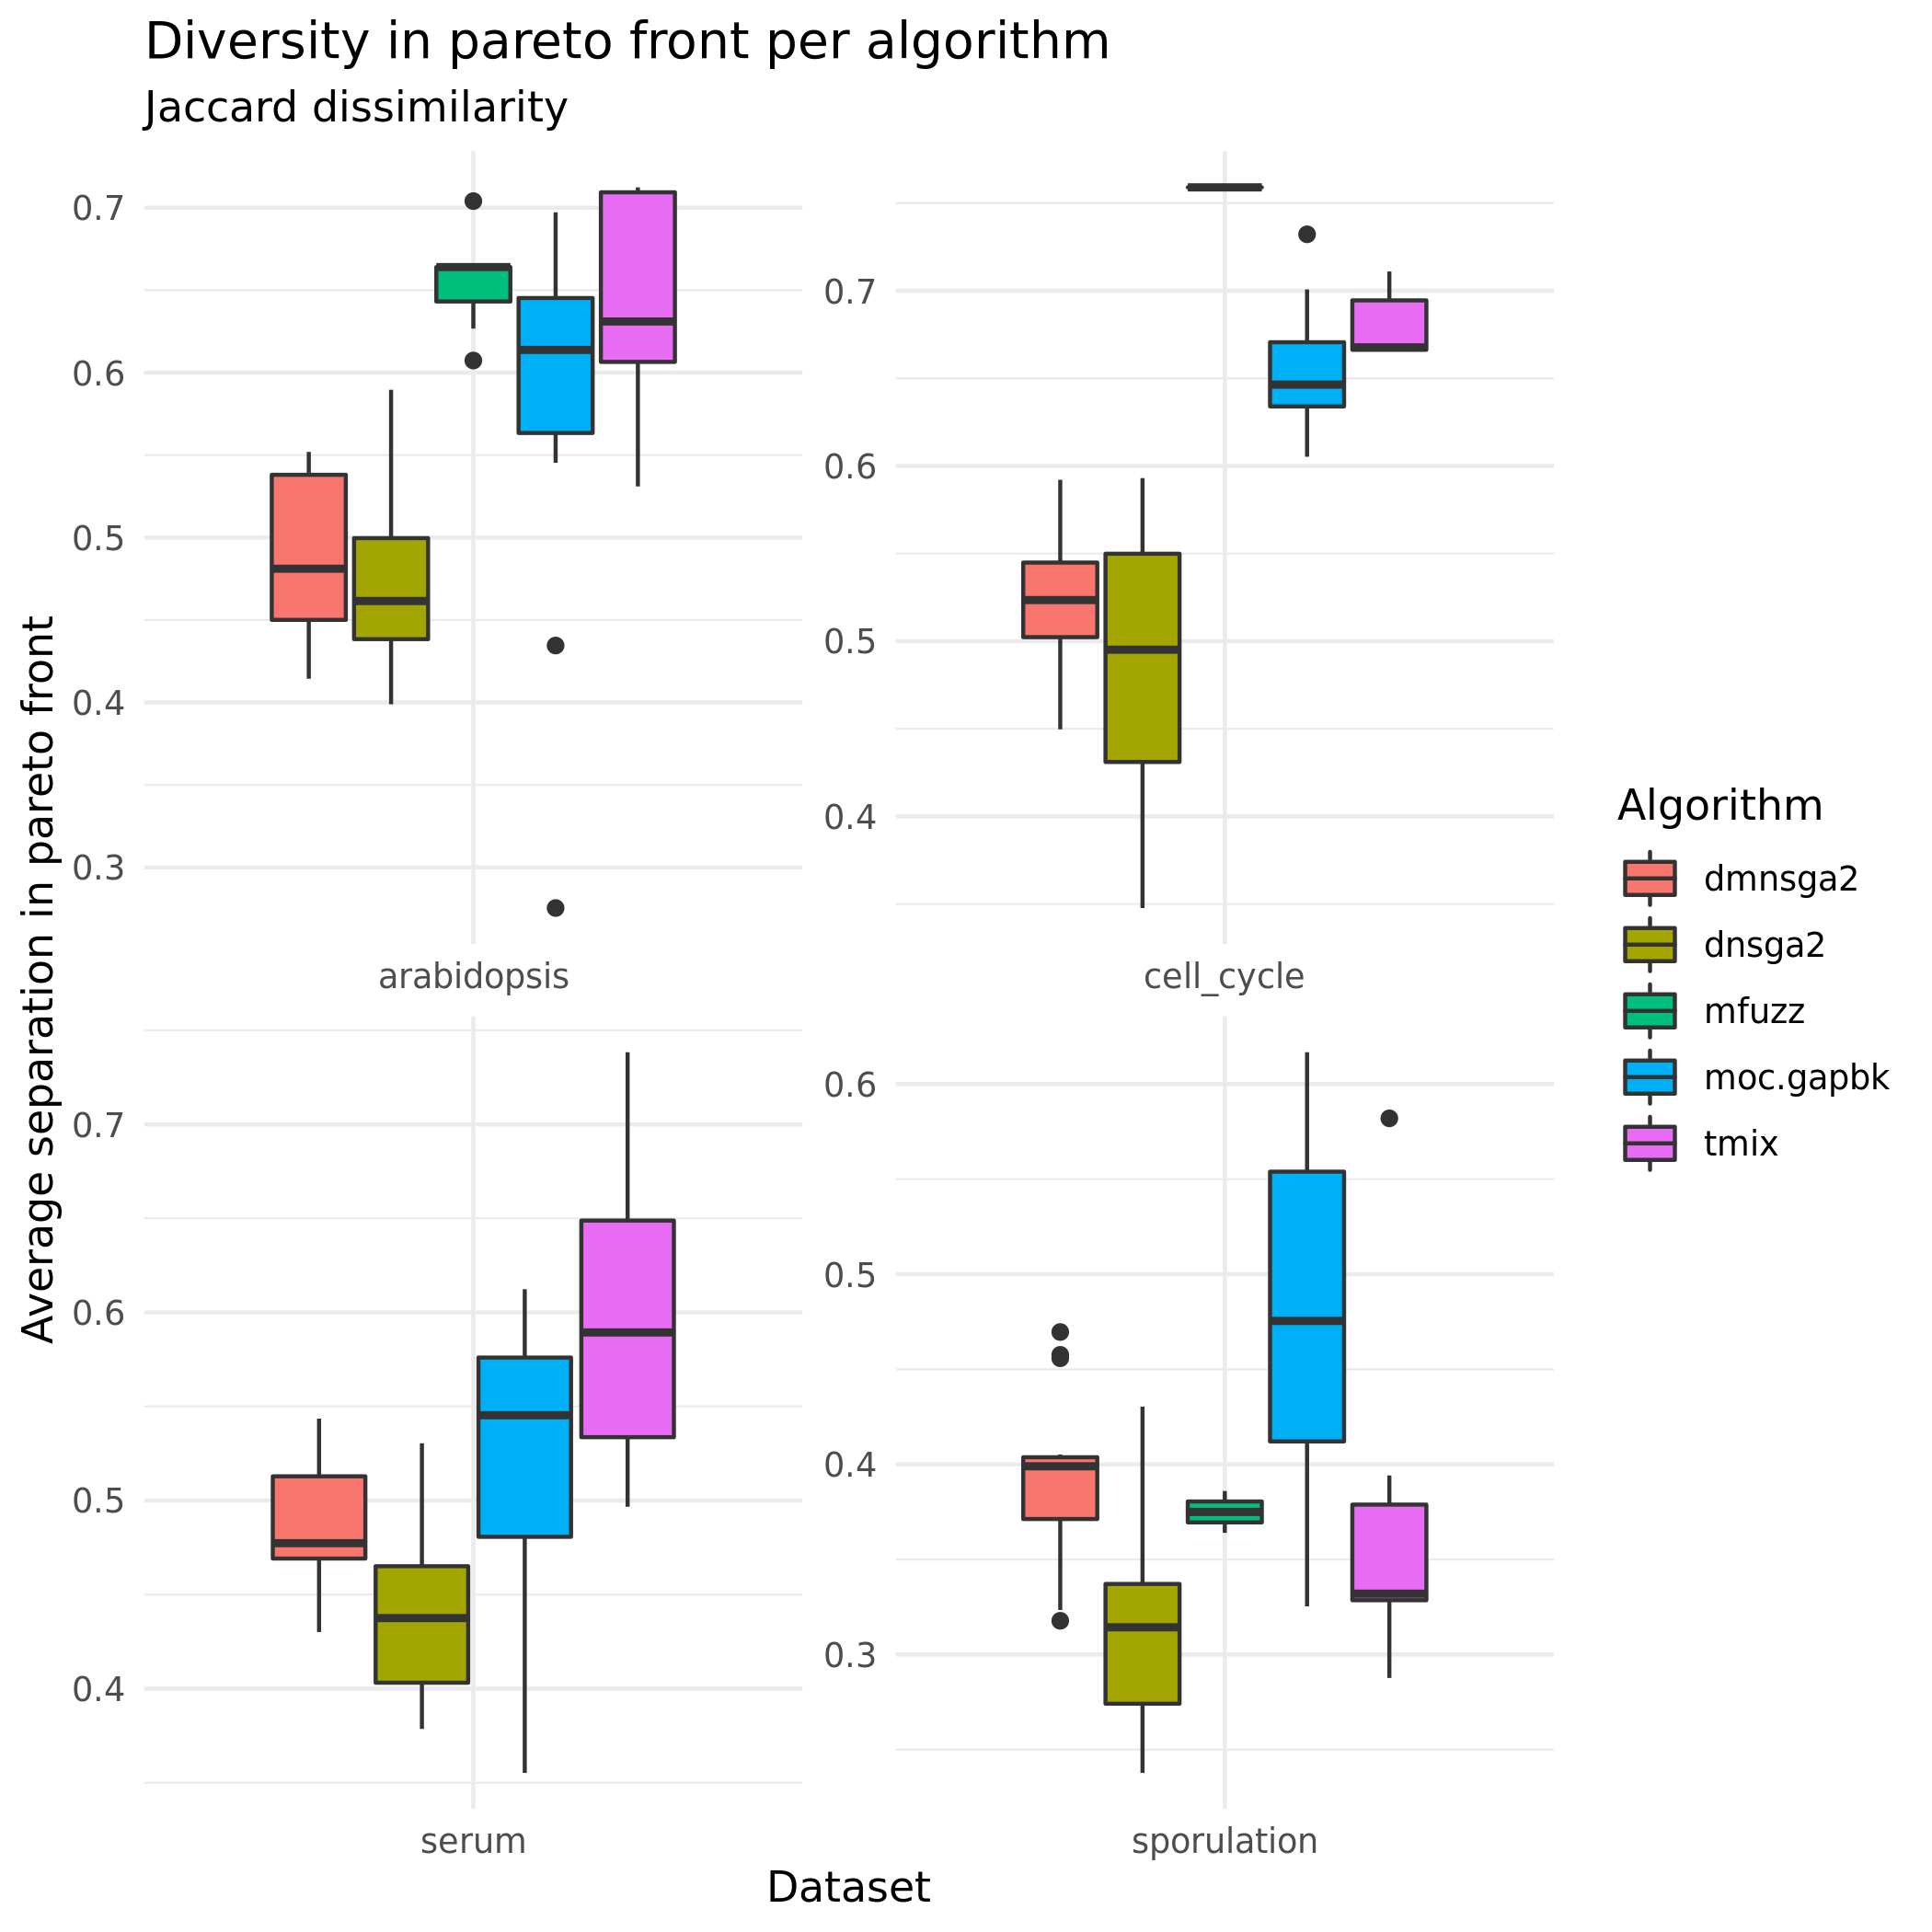 Diversity in pareto front per algorithm
Jaccard dissimilarity
Average separation in pareto front
0.7
0.6
0.5
0.4
0.3
arabidopsis
0.7
0.6
0.5
0.4
cell_cycle
0.7
0.6
0.5
0.4
serum
0.6
0.5
0.4
0.3
sporulation
Dataset
Algorithm
dmnsga2
dnsga2
mfuzz
moc.gapbk
tmix